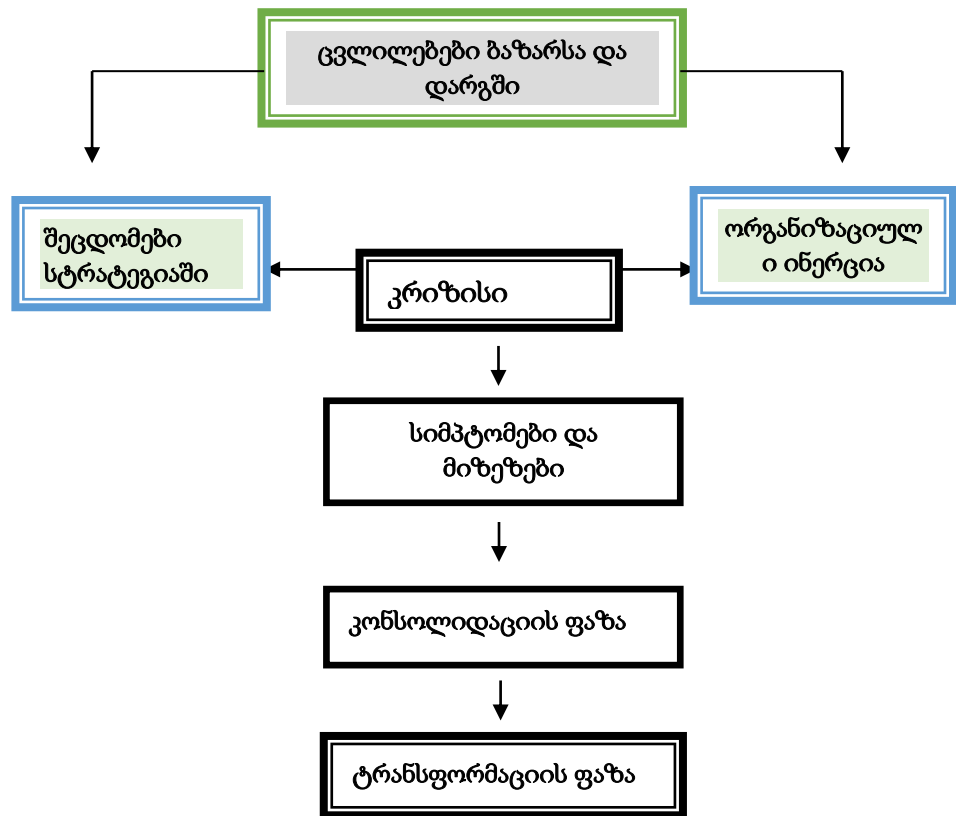 ცვლილებები ბაზარსა და
დარგში
შეცდომები
სტრატეგიაში
ორგანიზაციულ
ი ინერცია
კრიზისი
სიმპტომები და
მიზეზები
კონსოლიდაციის ფაზა
ტრანსფორმაციის ფაზა